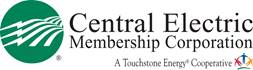 Central Electric
Membership Corporation
®
A Touchstone Energy® Cooperative